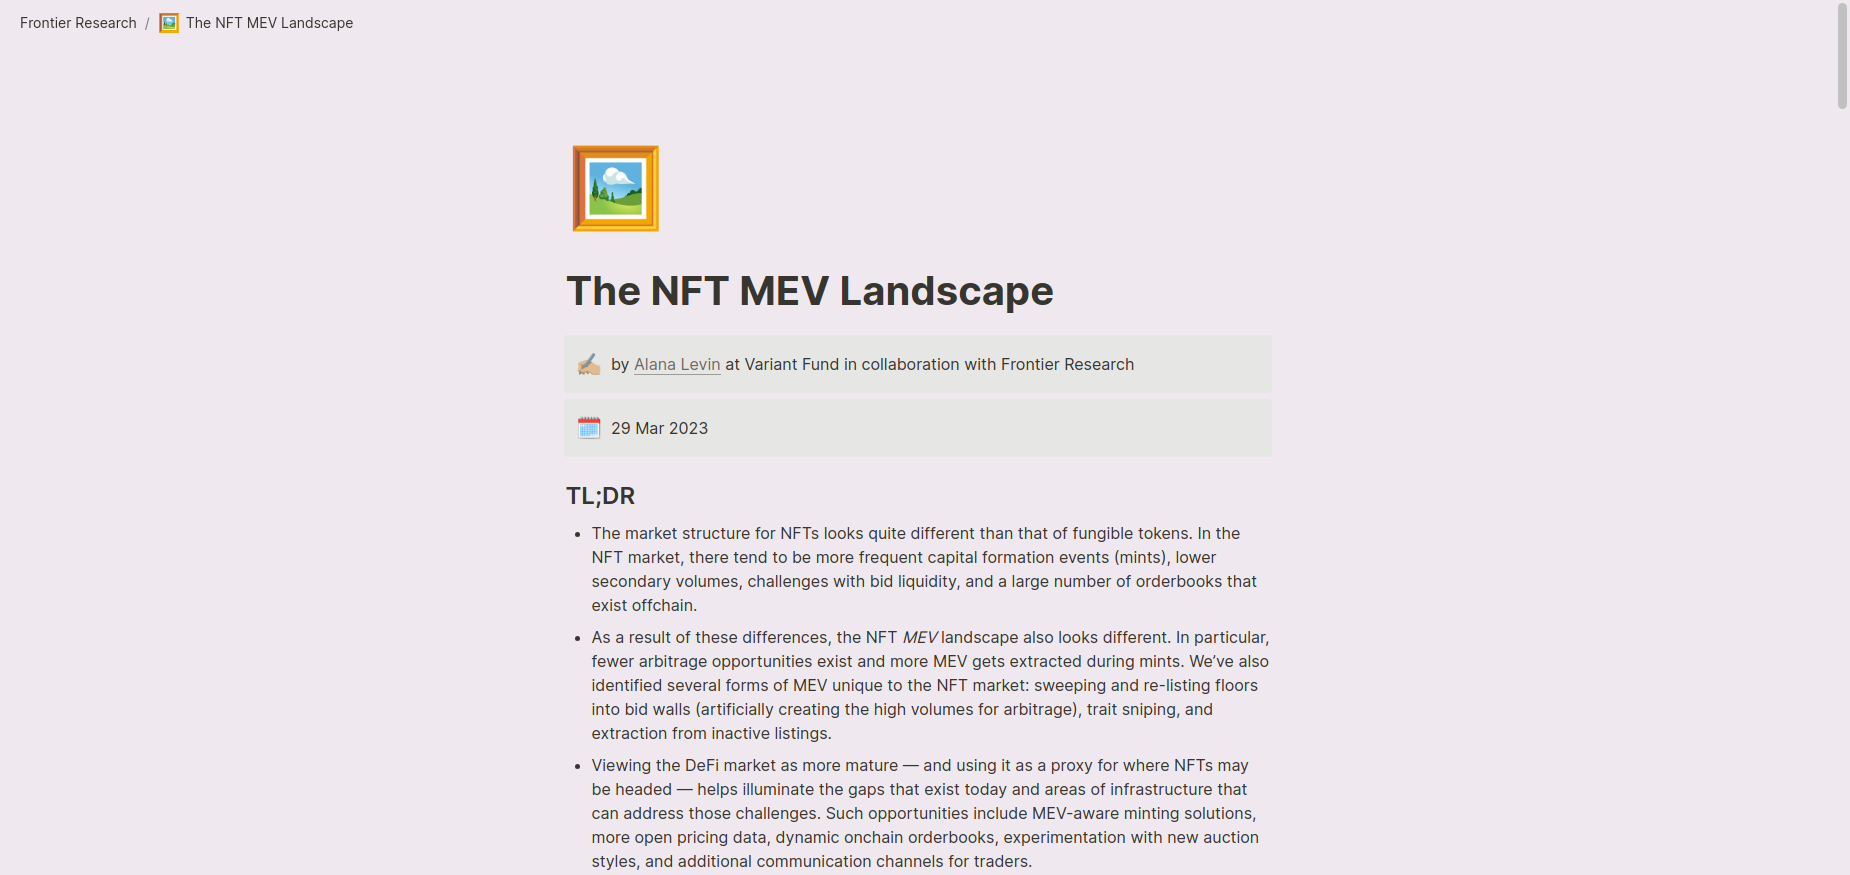 Frontier Research / The NFT MEV Landscape
The NFT MEV Landscape
by Alana Levin at Variant Fund in collaboration with Frontier Research
29 Mar 2023
TL;DR
• The market structure for NFTs looks quite different than that of fungible tokens. In the
NFT market, there tend to be more frequent capital formation events (mints), lower
secondary volumes, challenges with bid liquidity, and a large number of orderbooks that
exist offchain.
• As a result of these differences, the NFT MEV landscape also looks different. In particular,
fewer arbitrage opportunities exist and more MEV gets extracted during mints. We’ve also
identified several forms of MEV unique to the NFT market: sweeping and re-listing floors
into bid walls (artificially creating the high volumes for arbitrage), trait sniping, and
extraction from inactive listings.
• Viewing the DeFi market as more mature — and using it as a proxy for where NFTs may
be headed — helps illuminate the gaps that exist today and areas of infrastructure that
can address those challenges. Such opportunities include MEV-aware minting solutions,
more open pricing data, dynamic onchain orderbooks, experimentation with new auction
styles, and additional communication channels for traders.